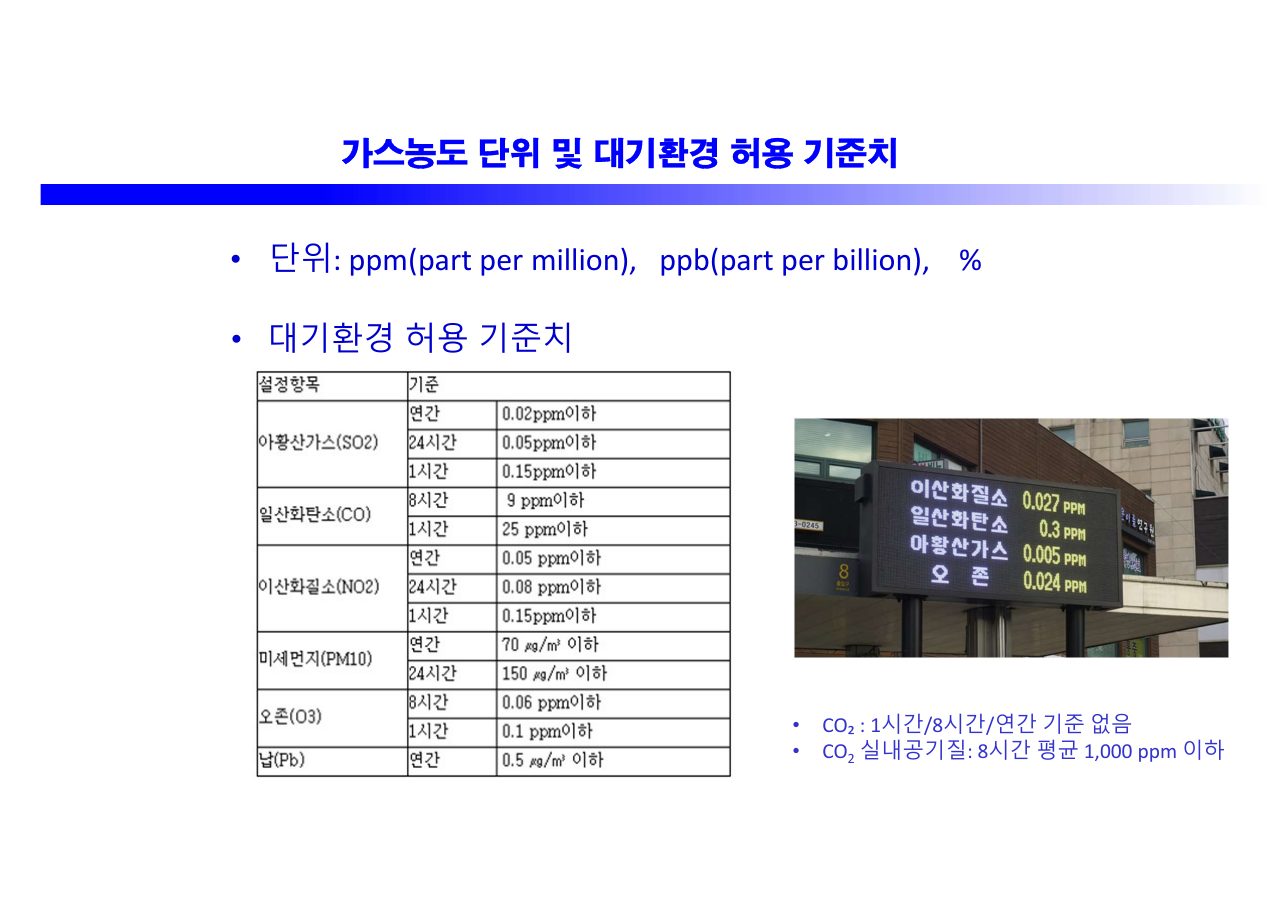 가스농도 단위 및 대기환경 허용 기준치
• 단위: ppm(part per million), ppb(part per billion), %
• 대기환경 허용 기준치
설정항목 기준
아황산가스(SO2) 연간 0.02ppm이하
24시간 0.05ppm이하
1시간 0.15ppm이하
일산화탄소(CO) 8시간 9 ppm이하
1시간 25 ppm이하
이산화질소(NO2) 연간 0.05 ppm이하
24시간 0.08 ppm이하
1시간 0.15ppm이하
미세먼지(PM10) 연간 70 ㎍/㎥ 이하
24시간 150 ㎍/㎥ 이하
오존(O3) 8시간 0.06 ppm이하
1시간 0.1 ppm이하
납(Pb) 연간 0.5 ㎍/㎥ 이하
이산화질소 0.027 PPM
일산화탄소 0.3 PPM
아황산가스 0.005 PPM
오 존 0.024 PPM
8
• CO₂ : 1시간/8시간/연간 기준 없음
• CO₂ 실내공기질: 8시간 평균 1,000 ppm 이하